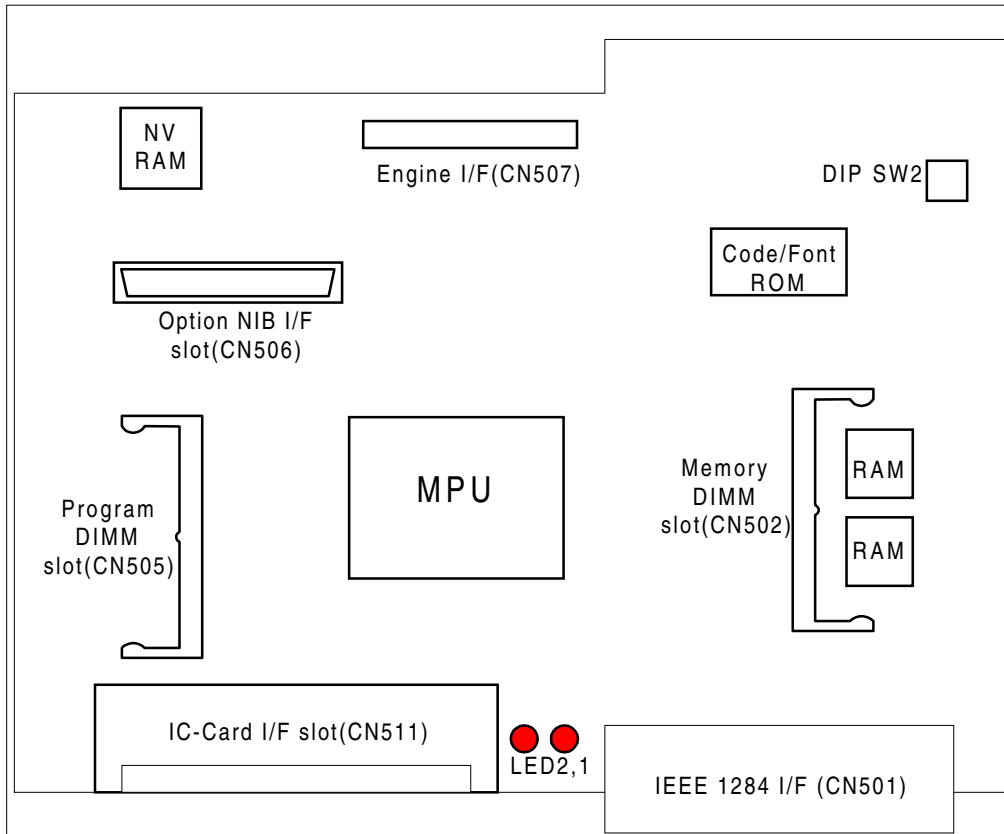 NV
RAM
Engine I/F(CN507)
DIP SW2
Code/Font
ROM
Option NIB I/F
slot(CN506)
Program
DIMM
slot(CN505)
MPU
Memory
DIMM
slot(CN502)
RAM
RAM
IC-Card I/F slot(CN511)
LED2,1
IEEE 1284 I/F (CN501)